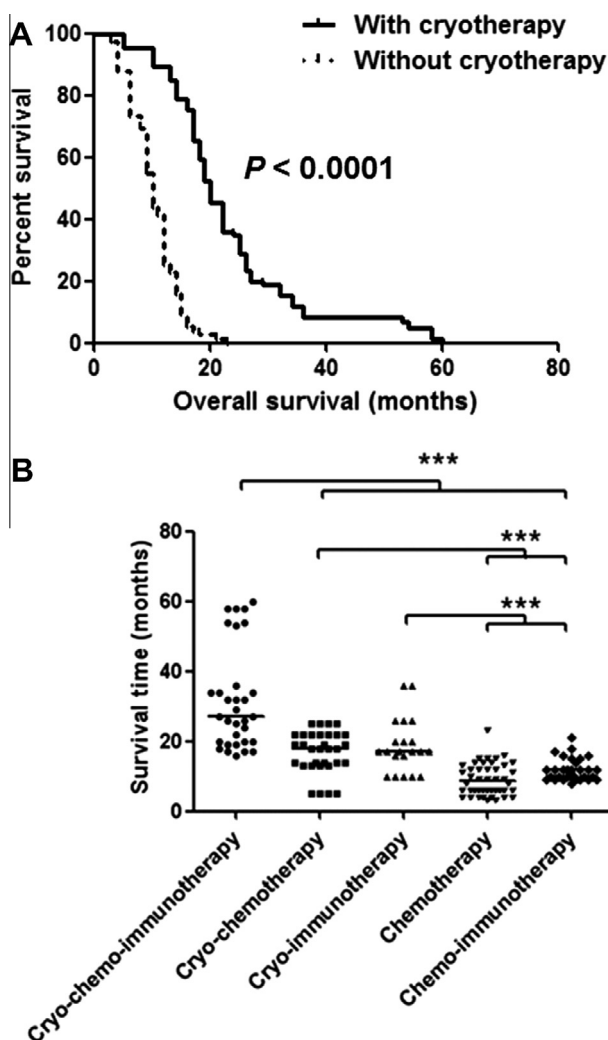 A
With cryotherapy
Without cryotherapy
100
80
60
40
20
0
Percent survival
P < 0.0001
0 20 40 60 80
Overall survival (months)
B
***
***
***
80
60
40
20
0
Survival time (months)
Cryo-chemo-immunotherapy
Cryo-chemotherapy
Cryo-immunotherapy
Chemotherapy
Chemo-immunotherapy